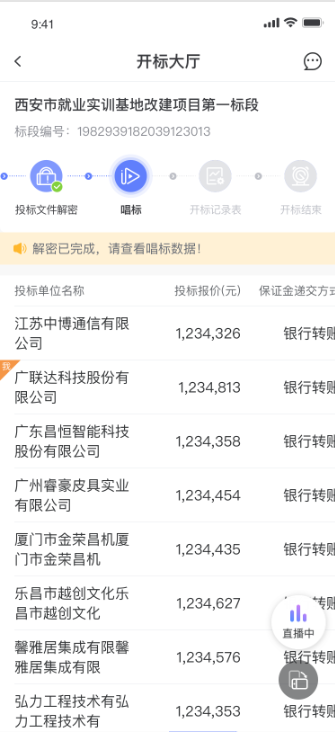 9:41
开标大厅
西安市就业实训基地改建项目第一标段
标段编号：1982939182039123013
投标文件解密
唱标
开标记录表
开标结束
解密已完成，请查看唱标数据！
投标单位名称 投标报价(元) 保证金递交方式
江苏中博通信有限
公司
1,234,326 银行转账
我
广联达科技股份有
限公司
1,234,813 银行转账
广东昌恒智能科技
股份有限公司
1,234,358 银行转账
广州睿豪皮具实业
有限公司
1,234,454 银行转账
厦门市金荣昌机厦
门市金荣昌机
1,234,435 银行转账
乐昌市越创文化乐
昌市越创文化
1,234,627 转账
直播中
馨雅居集成有限馨
雅居集成有限
1,234,576 银行转账
弘力工程技术有弘
力工程技术有
1,234,353 银行转账